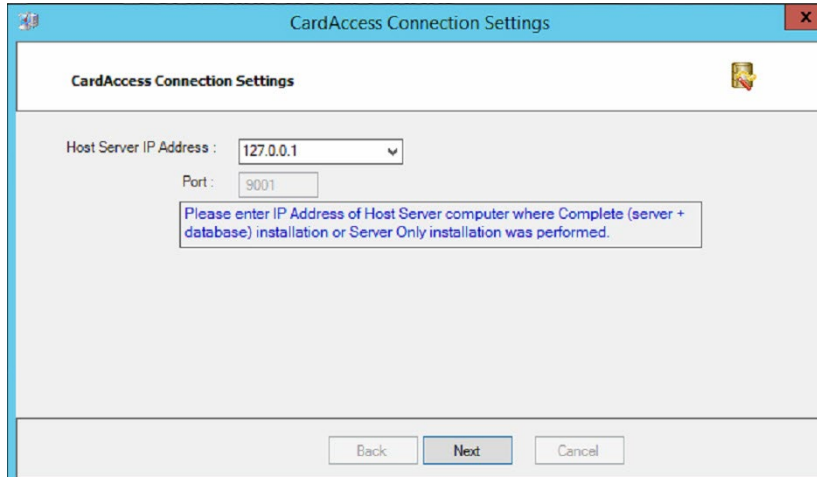 CardAccess Connection Settings
x
CardAccess Connection Settings
Host Server IP Address :
127.0.0.1
Port :
9001
Please enter IP Address of Host Server computer where Complete (server +
database) installation or Server Only installation was performed.
Back Next Cancel